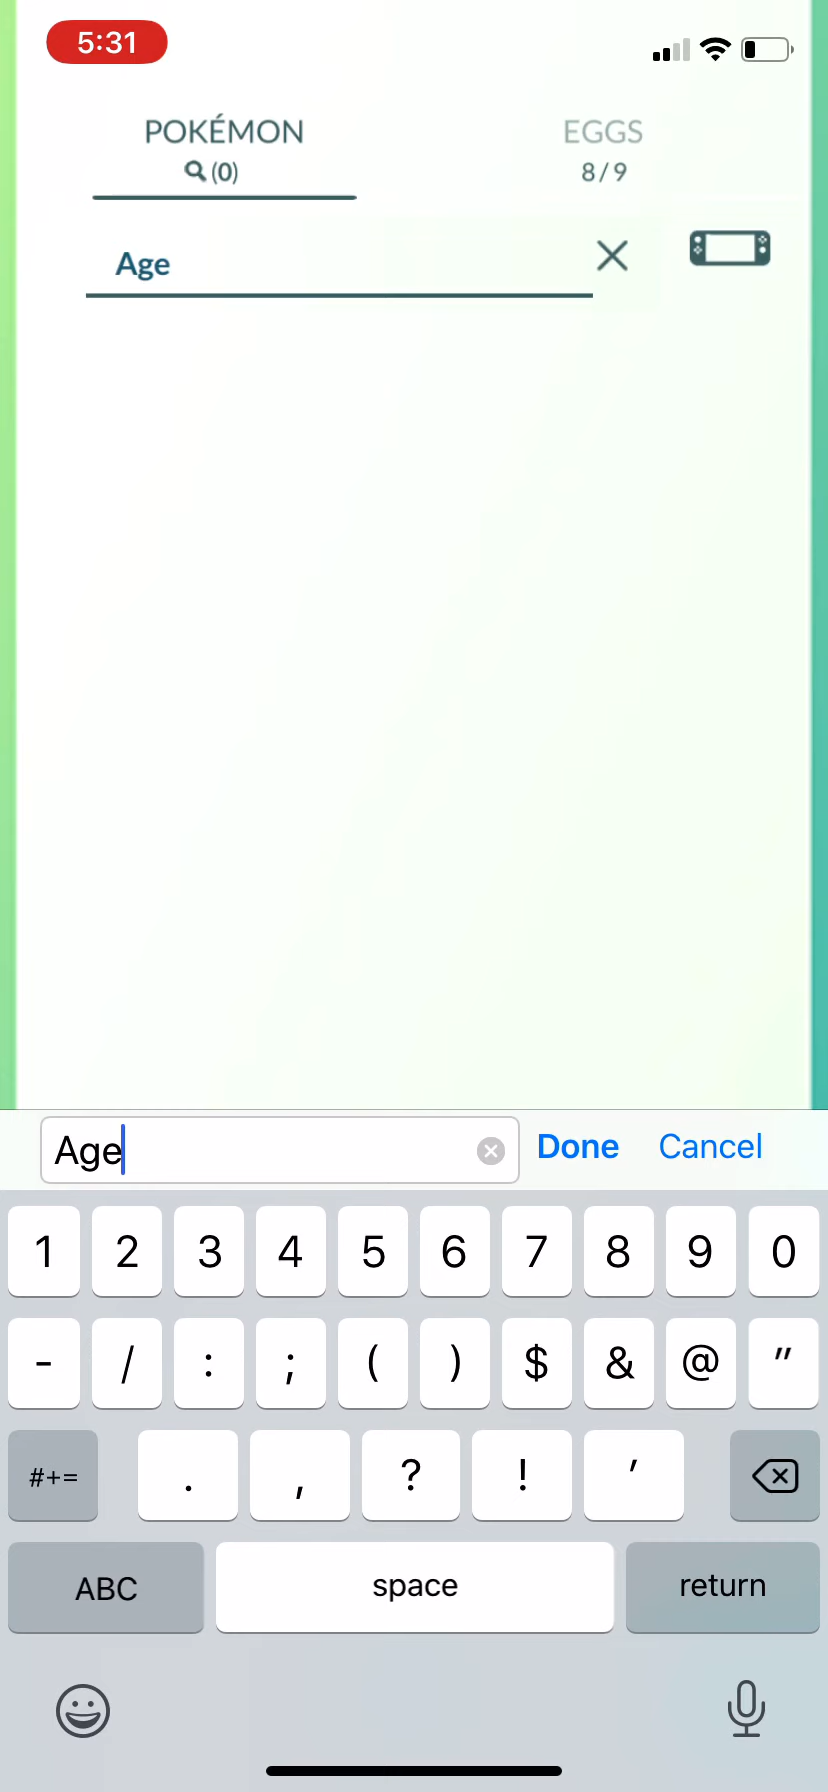 5:31
POKÉMON
(0)
EGGS
8/9
Age
Age
Done
Cancel
1 2 3 4 5 6 7 8 9 0
- / : ; ( ) $ & @ "
#+= . , ? ! '
ABC space return